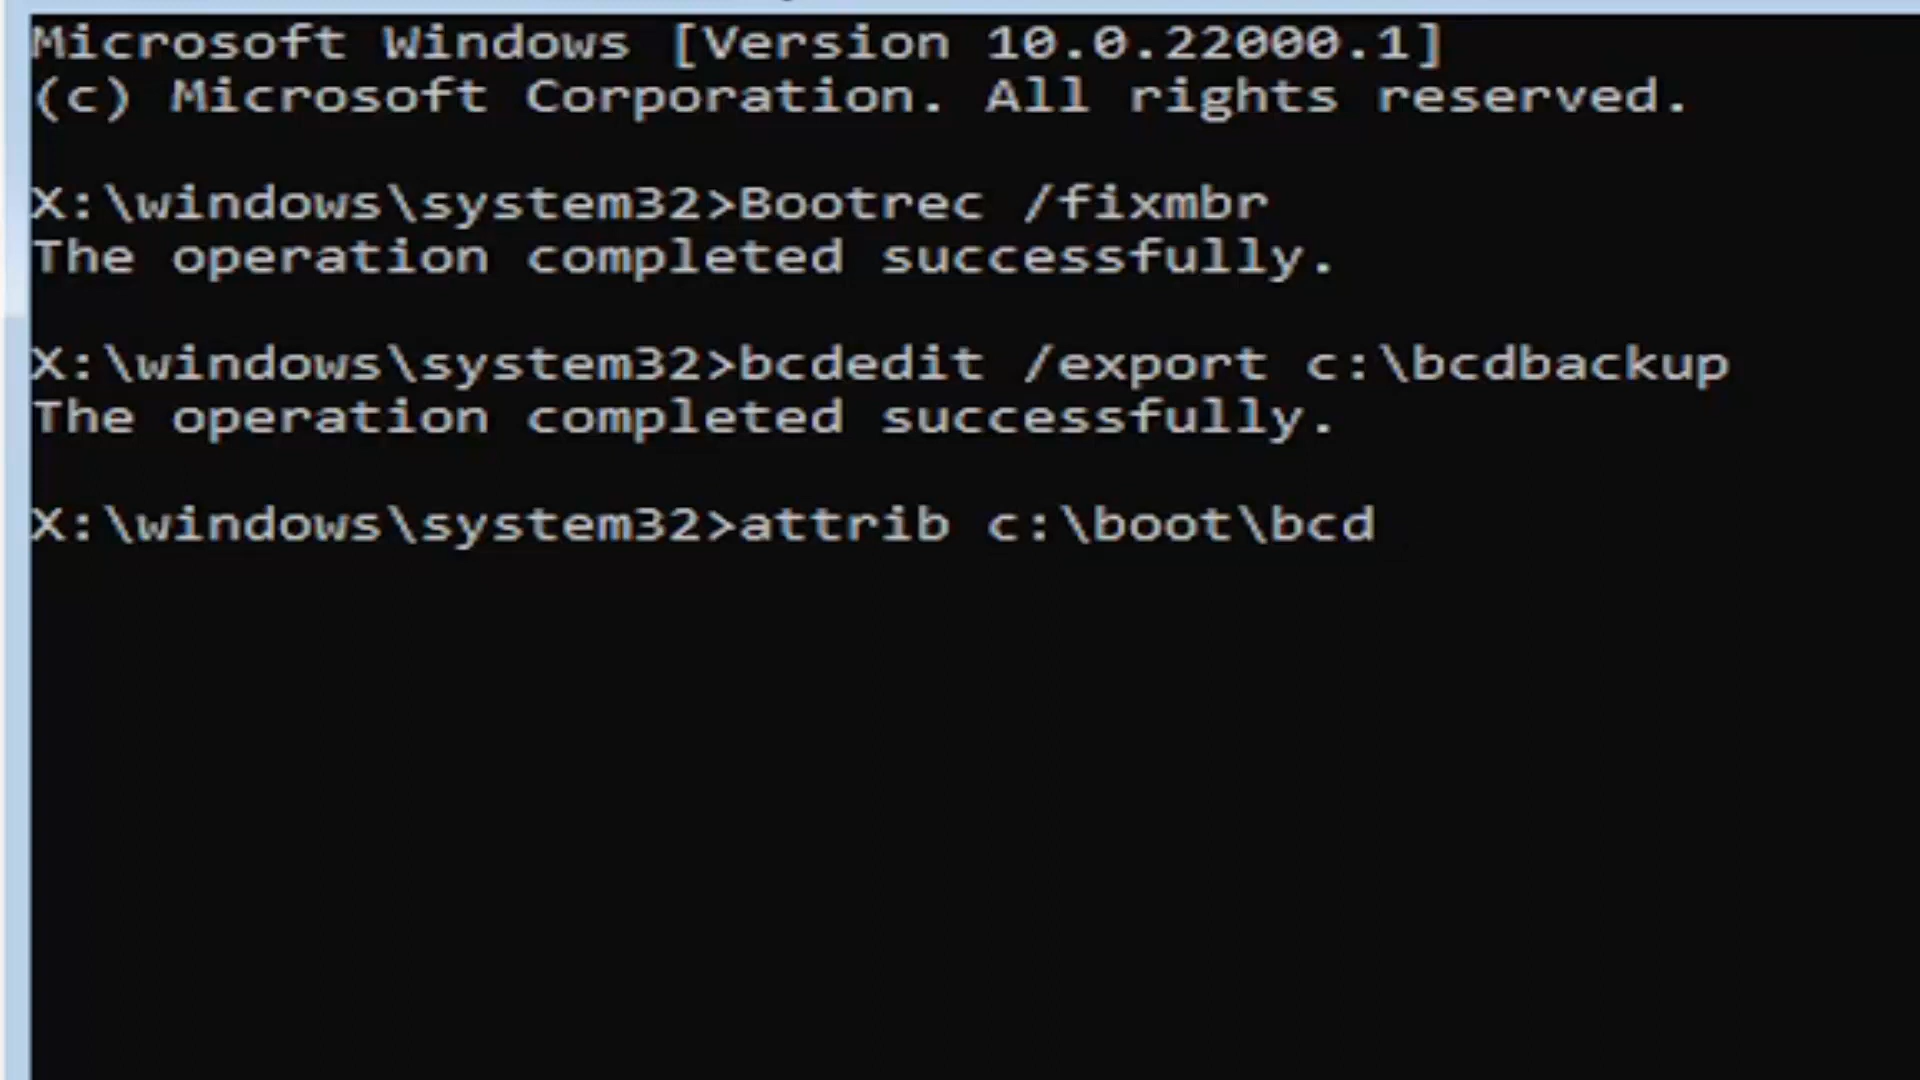 Microsoft Windows [Version 10.0.22000.1]
(c) Microsoft Corporation. All rights reserved.
X:\windows\system32>Bootrec /fixmbr
The operation completed successfully.
X:\windows\system32>bcdedit /export c:\bcdbackup
The operation completed successfully.
X:\windows\system32>attrib c:\boot\bcd